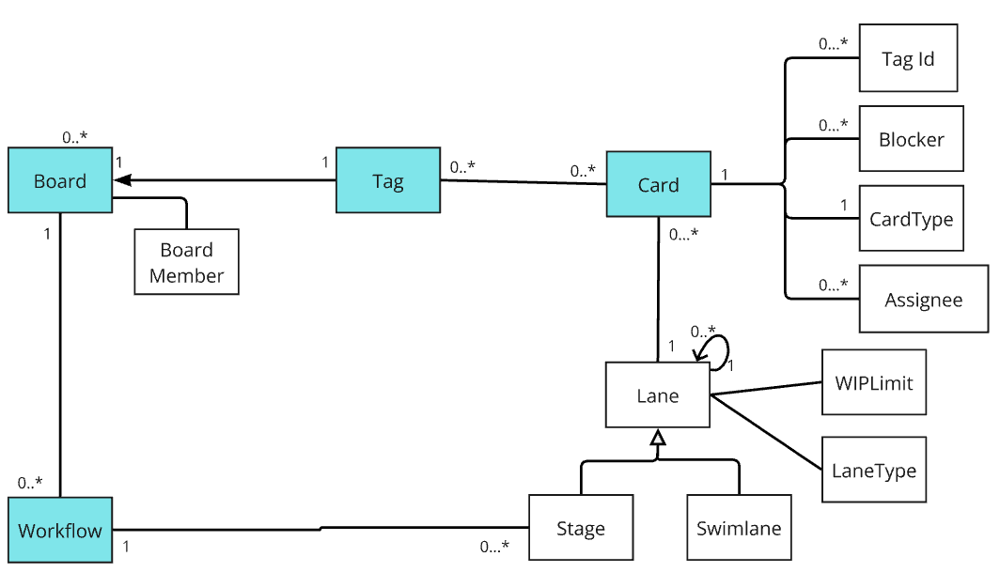 0...*
Tag Id
0...*
Blocker
0..*
1
1
Board
Tag
0..*
0..*
Card
1
1
CardType
1
0...*
Board
Member
0...*
Assignee
0..*
1
1
Lane
WIPLimit
LaneType
0..*
Workflow
1
0...*
Stage
Swimlane